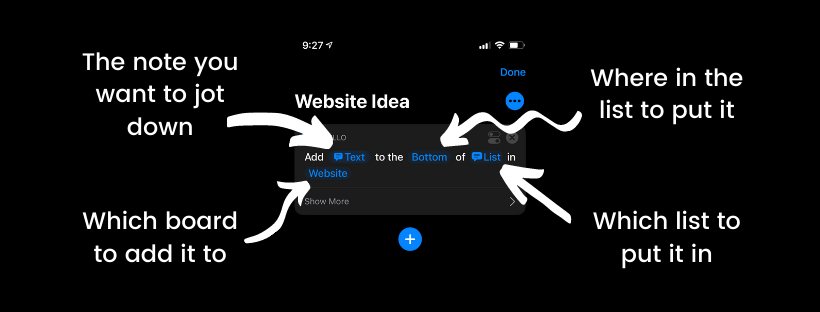 The note you
want to jot
down
Which board
to add it to
9:27
Done
Website Idea
LLO
Add Text to the Bottom of List in
Website
Show More
Where in the
list to put it
Which list to
put it in